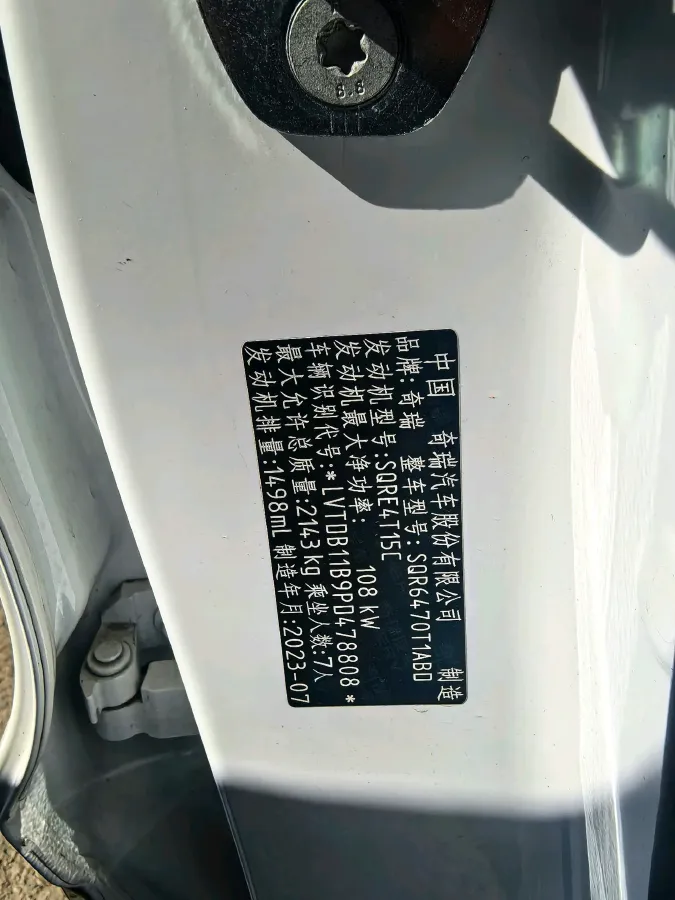 8.8
中国 奇瑞汽车股份有限公司 制造
品牌:奇瑞 整车型号:SQR6470T1ABD
发动机型号:SQRE4T15C
发动机最大净功率: 108 kW
车辆识别代号:*LVTDB11B9PD478808*
最大允许总质量:2143kg 乘坐人数:7人
发动机排量:1498ml 制造年月:2023-07